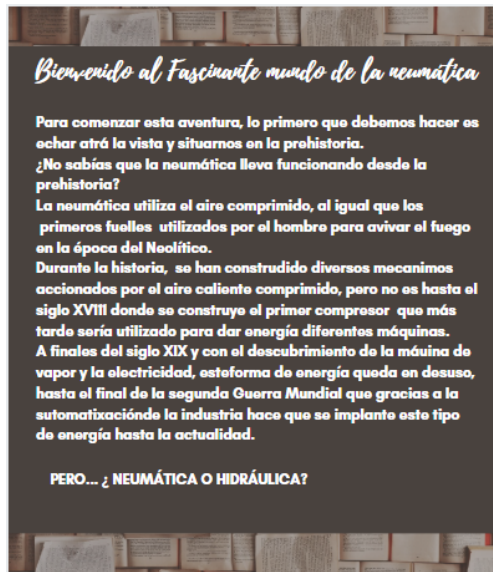 Bienvenido al Fascinante mundo de la neumática
Para comenzar esta aventura, lo primero que debemos hacer es
echar atrá la vista y situarnos en la prehistoria.
¿No sabías que la neumática lleva funcionando desde la
prehistoria?
La neumática utiliza el aire comprimido, al igual que los
primeros fuelles utilizados por el hombre para avivar el fuego
en la época del Neolítico.
Durante la historia, se han construdido diversos mecanimos
accionados por el aire caliente comprimido, pero no es hasta el
siglo XVIII donde se construye el primer compresor que más
tarde sería utilizado para dar energía diferentes máquinas.
A finales del siglo XIX y con el descubrimiento de la máuina de
vapor y la electricidad, esteforma de energía queda en desuso,
hasta el final de la segunda Guerra Mundial que gracias a la
sutomatixaciónde la industria hace que se implante este tipo
de energía hasta la actualidad.
PERO... ¿ NEUMÁTICA O HIDRÁULICA?